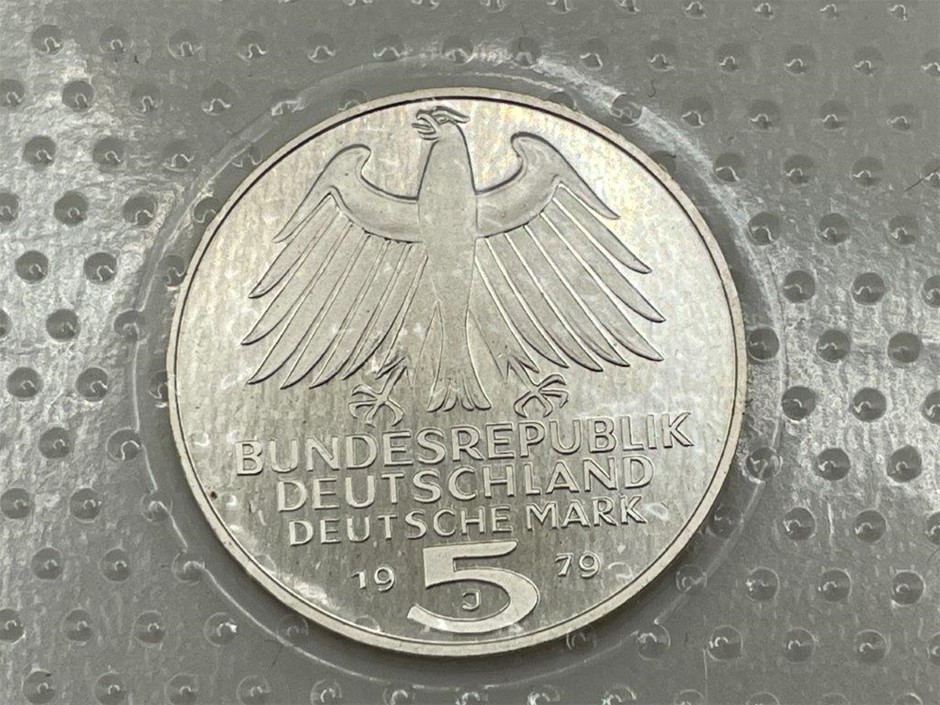 BUNDESREPUBLIK
DEUTSCHLAND
DEUTSCHE MARK
19 5 79
J